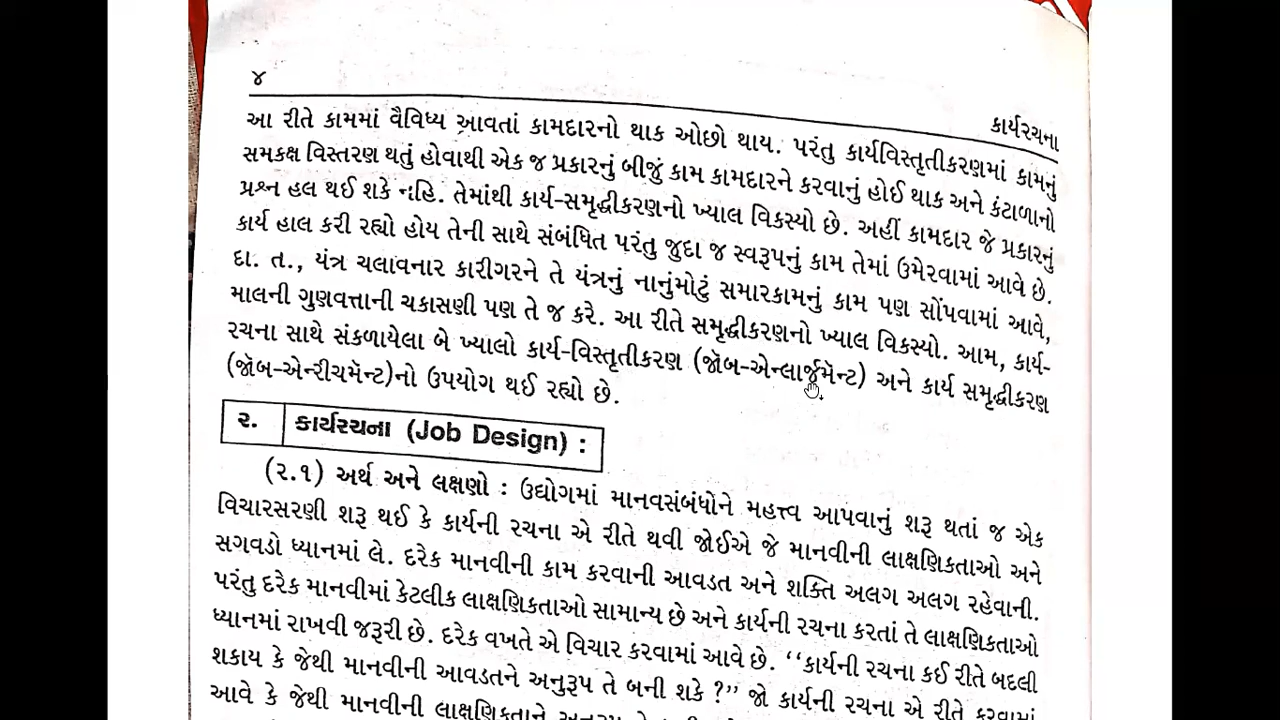 ૪
કાર્યરચના
આ રીતે કામમાં વૈવિધ્ય આવતાં કામદારનો થાક ઓછો થાય. પરંતુ કાર્યવિસ્તૃતીકરણમાં કામનું
સમકક્ષ વિસ્તરણ થતું હોવાથી એક જ પ્રકારનું બીજું કામ કામદારને કરવાનું હોઈ થાક અને કંટાળાનો
પ્રશ્ન હલ થઈ શકે નહિ. તેમાંથી કાર્ય-સમૃદ્ધીકરણનો ખ્યાલ વિકસ્યો છે. અહીં કામદાર જે પ્રકારનું
કાર્ય હાલ કરી રહ્યો હોય તેની સાથે સંબંધિત પરંતુ જુદા જ સ્વરૂપનું કામ તેમાં ઉમેરવામાં આવે છે.
દા. ત., યંત્ર ચલાવનાર કારીગરને તે યંત્રનું નાનુંમોટું સમારકામનું કામ પણ સોંપવામાં આવે,
માલની ગુણવત્તાની ચકાસણી પણ તે જ કરે. આ રીતે સમૃદ્ધીકરણનો ખ્યાલ વિકસ્યો. આમ, કાર્ય-
રચના સાથે સંકળાયેલા બે ખ્યાલો કાર્ય-વિસ્તૃતીકરણ (જૉબ-એન્લાર્જમૅન્ટ) અને કાર્ય સમૃદ્ધીકરણ
(જૉબ-એન્રીચમૅન્ટ)નો ઉપયોગ થઈ રહ્યો છે.
૨. કાર્યરચના (Job Design) :
(૨.૧) અર્થ અને લક્ષણો : ઉદ્યોગમાં માનવસંબંધોને મહત્ત્વ આપવાનું શરૂ થતાં જ એક
વિચારસરણી શરૂ થઈ કે કાર્યની રચના એ રીતે થવી જોઈએ જે માનવીની લાક્ષણિકતાઓ અને
સગવડો ધ્યાનમાં લે. દરેક માનવીની કામ કરવાની આવડત અને શક્તિ અલગ અલગ રહેવાની.
પરંતુ દરેક માનવીમાં કેટલીક લાક્ષણિકતાઓ સામાન્ય છે અને કાર્યની રચના કરતાં તે લાક્ષણિકતાઓ
ધ્યાનમાં રાખવી જરૂરી છે. દરેક વખતે એ વિચાર કરવામાં આવે છે. ‘‘કાર્યની રચના કઈ રીતે બદલી
શકાય કે જેથી માનવીની આવડતને અનુરૂપ તે બની શકે ?’’ જો કાર્યની રચના એ રીતે કરવામાં
આવે કે જેથી માનવીની લાક્ષણિકતાને